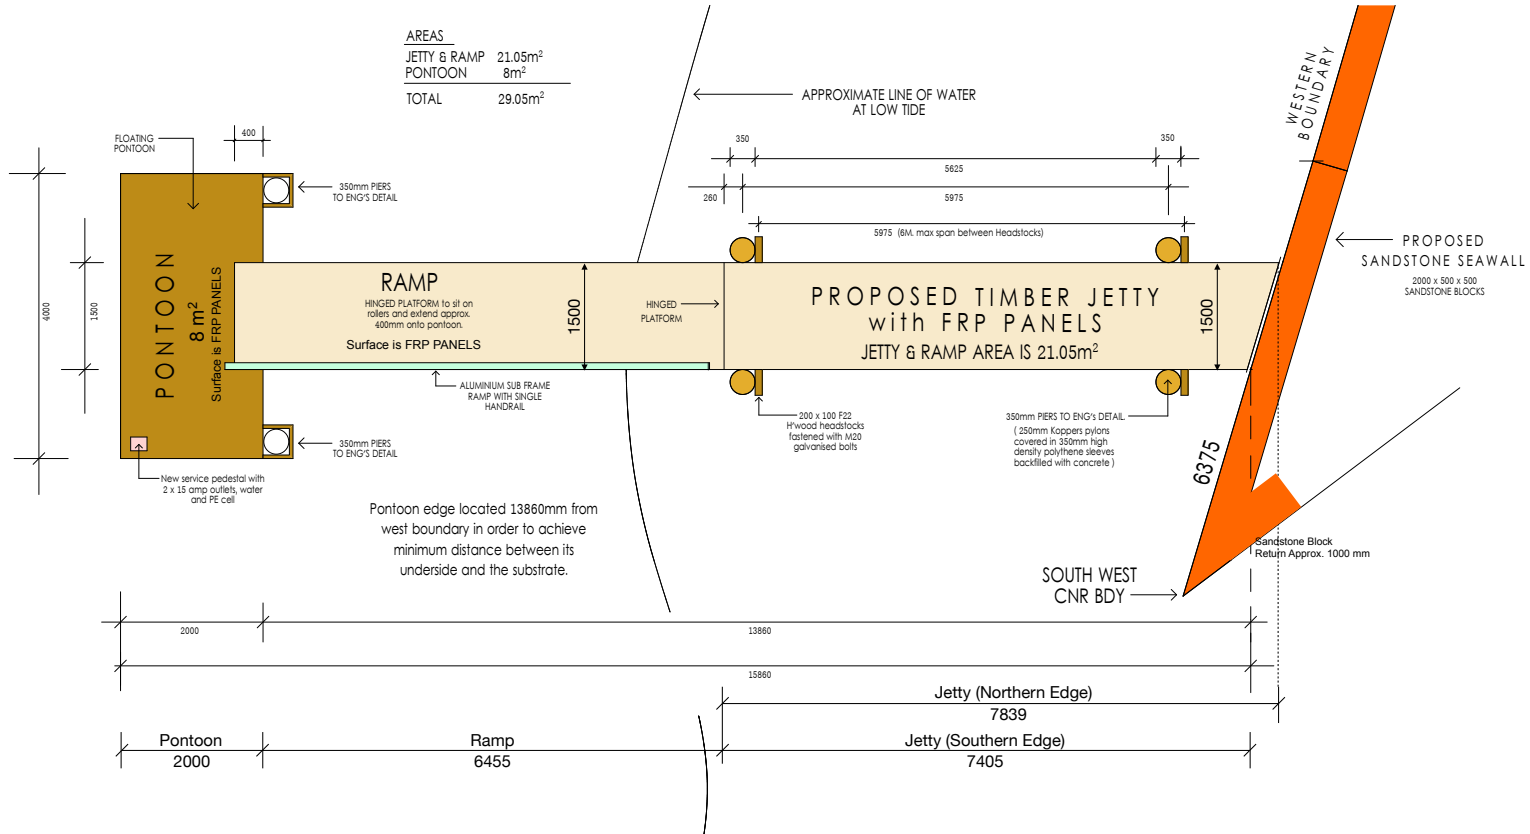 AREAS
JETTY & RAMP 21.05m²
PONTOON 8m²
TOTAL 29.05m²
APPROXIMATE LINE OF WATER
AT LOW TIDE
WESTERN
BOUNDARY
FLOATING
PONTOON
400
350mm PIERS
TO ENG'S DETAIL
350
350
5625
260
5975
5975 (6M. max span between Headstocks)
PROPOSED
SANDSTONE SEAWALL
2000 x 500 x 500
SANDSTONE BLOCKS
4000
1500
PONTOON
8 m²
Surface is FRP PANELS
RAMP
HINGED PLATFORM to sit on
rollers and extend approx.
400mm onto pontoon.
Surface is FRP PANELS
1500
HINGED
PLATFORM
PROPOSED TIMBER JETTY
with FRP PANELS
JETTY & RAMP AREA IS 21.05m²
1500
ALUMINIUM SUB FRAME
RAMP WITH SINGLE
HANDRAIL
200 x 100 F22
H'wood headstocks
fastened with M20
galvanised bolts
350mm PIERS TO ENG's DETAIL.
( 250mm Koppers pylons
covered in 350mm high
density polythene sleeves
backfilled with concrete )
6375
350mm PIERS
TO ENG'S DETAIL
New service pedestal with
2 x 15 amp outlets, water
and PE cell
Pontoon edge located 13860mm from
west boundary in order to achieve
minimum distance between its
underside and the substrate.
Sandstone Block
Return Approx. 1000 mm
SOUTH WEST
CNR BDY
2000
13860
15860
Jetty (Northern Edge)
7839
Pontoon
2000
Ramp
6455
Jetty (Southern Edge)
7405